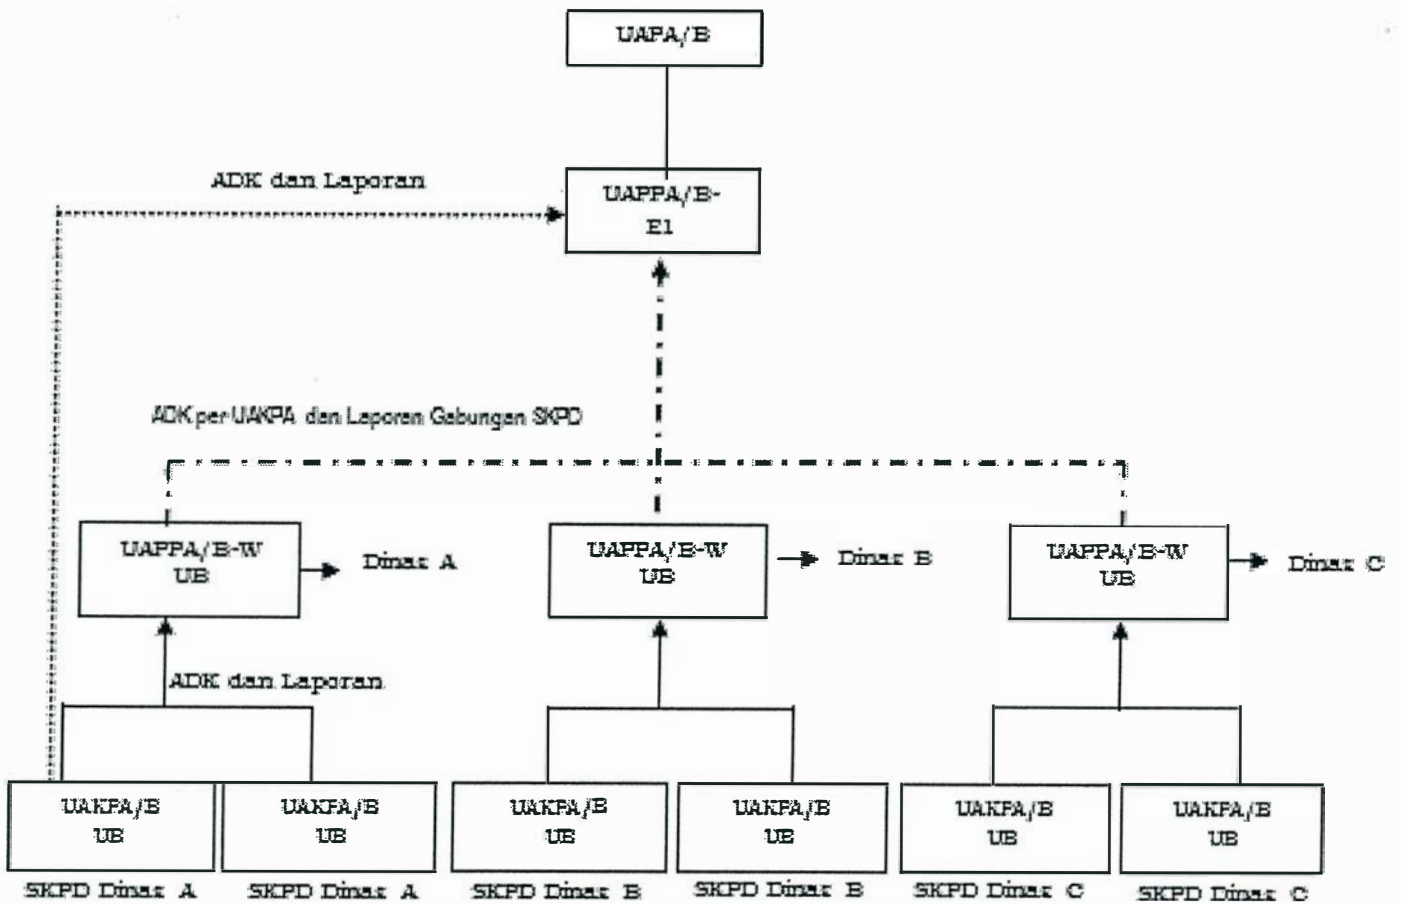 UAPA/B
ADK dan Laporan
UAPPA/B-
E1
ADK per UAKPA dan Laporan Gabungan SKPD
UAPPA/B-W
UB
Dinas A
UAPPA/B-W
UB
Dinas B
UAPPA/B-W
UB
Dinas C
ADK dan Laporan
UAKPA/B
UB
UAKPA/B
UB
UAKPA/B
UB
UAKPA/B
UB
UAKPA/B
UB
UAKPA/B
UB
SKPD Dinas A
SKPD Dinas A
SKPD Dinas B
SKPD Dinas B
SKPD Dinas C
SKPD Dinas C